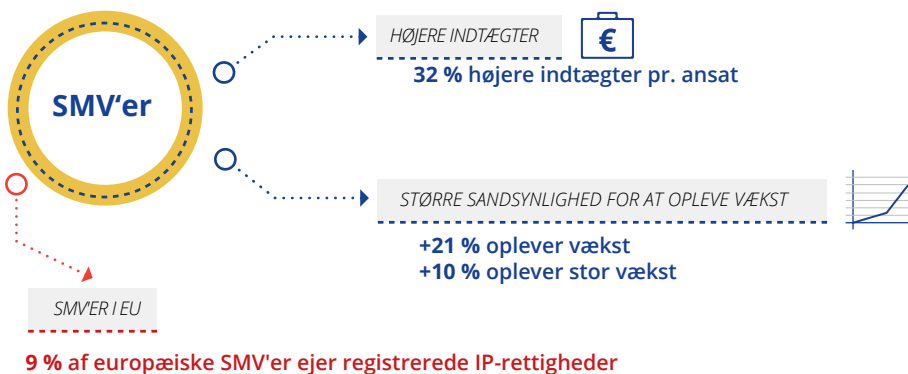 SMV‘er
HØJERE INDTÆGTER
€
32 % højere indtægter pr. ansat
STØRRE SANDSYNLIGHED FOR AT OPLEVE VÆKST
+21 % oplever vækst
+10 % oplever stor vækst
SMV'ER I EU
9 % af europæiske SMV'er ejer registrerede IP-rettigheder